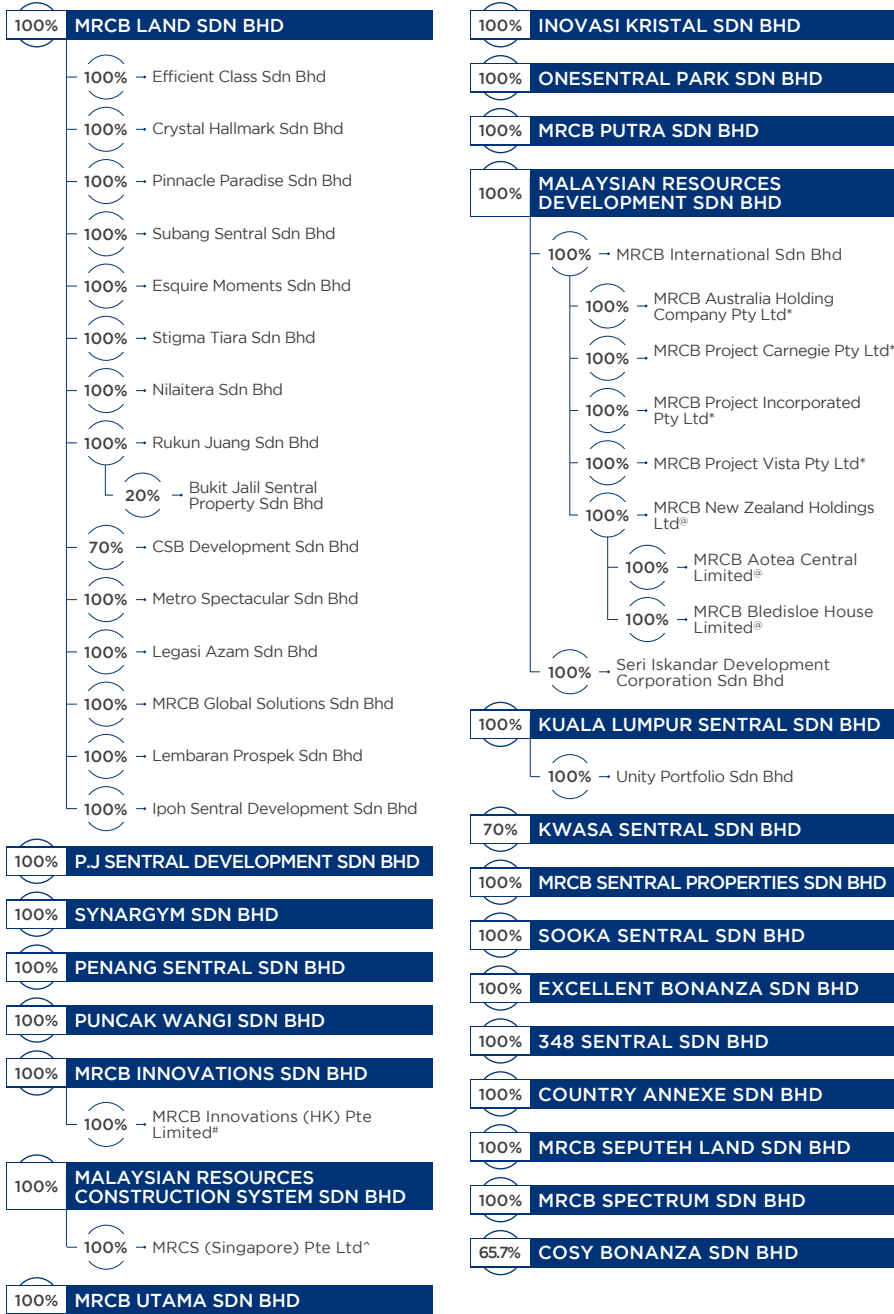 100% MRCB LAND SDN BHD
100% Efficient Class Sdn Bhd
100% Crystal Hallmark Sdn Bhd
100% Pinnacle Paradise Sdn Bhd
100% Subang Sentral Sdn Bhd
100% Esquire Moments Sdn Bhd
100% Stigma Tiara Sdn Bhd
100% Nilaitera Sdn Bhd
100% Rukun Juang Sdn Bhd
20% Bukit Jalil Sentral
Property Sdn Bhd
70% CSB Development Sdn Bhd
100% Metro Spectacular Sdn Bhd
100% Legasi Azam Sdn Bhd
100% MRCB Global Solutions Sdn Bhd
100% Lembaran Prospek Sdn Bhd
100% Ipoh Sentral Development Sdn Bhd
100% P.J SENTRAL DEVELOPMENT SDN BHD
100% SYNARGYM SDN BHD
100% PENANG SENTRAL SDN BHD
100% PUNCAK WANGI SDN BHD
100% MRCB INNOVATIONS SDN BHD
100% MRCB Innovations (HK) Pte
Limited#
100% MALAYSIAN RESOURCES
CONSTRUCTION SYSTEM SDN BHD
100% MRCS (Singapore) Pte Ltd^
100% MRCB UTAMA SDN BHD
100% INOVASI KRISTAL SDN BHD
100% ONESENTRAL PARK SDN BHD
100% MRCB PUTRA SDN BHD
100% MALAYSIAN RESOURCES
DEVELOPMENT SDN BHD
100% MRCB International Sdn Bhd
100% MRCB Australia Holding
Company Pty Ltd*
100% MRCB Project Carnegie Pty Ltd*
100% MRCB Project Incorporated
Pty Ltd*
100% MRCB Project Vista Pty Ltd*
100% MRCB New Zealand Holdings
Ltd@
100% MRCB Aotea Central
Limited@
100% MRCB Bledisloe House
Limited@
100% Seri Iskandar Development
Corporation Sdn Bhd
100% KUALA LUMPUR SENTRAL SDN BHD
100% Unity Portfolio Sdn Bhd
70% KWASA SENTRAL SDN BHD
100% MRCB SENTRAL PROPERTIES SDN BHD
100% SOOKA SENTRAL SDN BHD
100% EXCELLENT BONANZA SDN BHD
100% 348 SENTRAL SDN BHD
100% COUNTRY ANNEXE SDN BHD
100% MRCB SEPUTEH LAND SDN BHD
100% MRCB SPECTRUM SDN BHD
65.7% COSY BONANZA SDN BHD